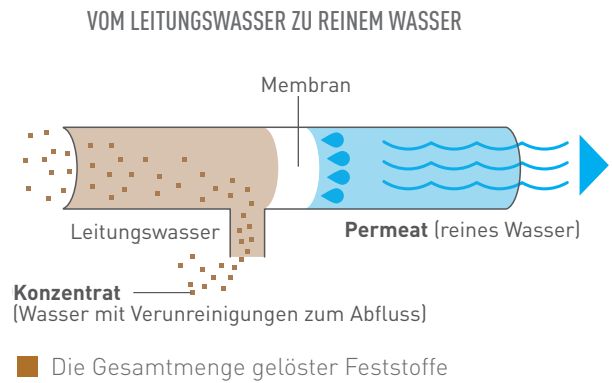 VOM LEITUNGSWASSER ZU REINEM WASSER
Membran
Leitungswasser
Permeat (reines Wasser)
Konzentrat
(Wasser mit Verunreinigungen zum Abfluss)
Die Gesamtmenge gelöster Feststoffe